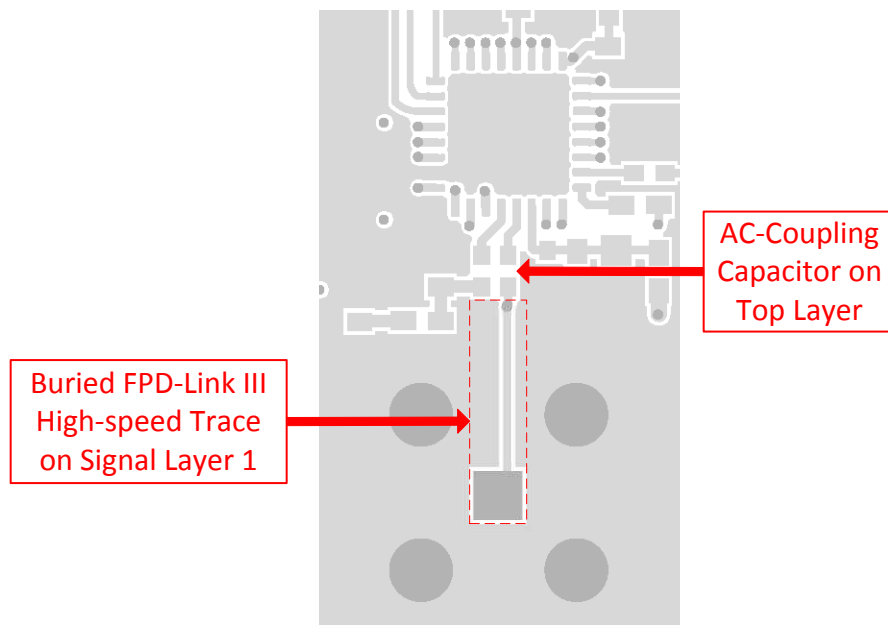 AC-Coupling
Capacitor on
Top Layer
Buried FPD-Link III
High-speed Trace
on Signal Layer 1